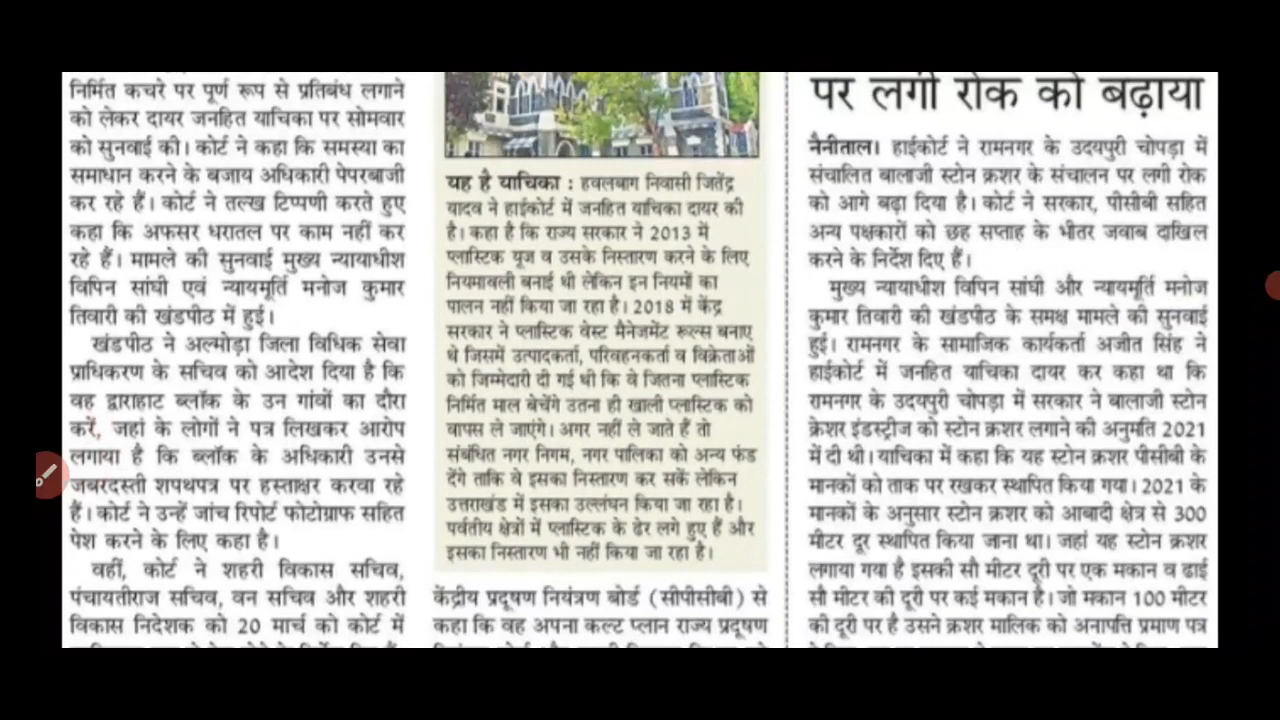 निर्मित कचरे पर पूर्ण रूप से प्रतिबंध लगाने
को लेकर दायर जनहित याचिका पर सोमवार
को सुनवाई की। कोर्ट ने कहा कि समस्या का
समाधान करने के बजाय अधिकारी पेपरबाजी
कर रहे हैं। कोर्ट ने तल्ख टिप्पणी करते हुए
कहा कि अफसर धरातल पर काम नहीं कर
रहे हैं। मामले की सुनवाई मुख्य न्यायाधीश
विपिन सांघी एवं न्यायमूर्ति मनोज कुमार
तिवारी की खंडपीठ में हुई।
खंडपीठ ने अल्मोड़ा जिला विधिक सेवा
प्राधिकरण के सचिव को आदेश दिया है कि
वह द्वाराहाट ब्लॉक के उन गांवों का दौरा
करें, जहां के लोगों ने पत्र लिखकर आरोप
लगाया है कि ब्लॉक के अधिकारी उनसे
जबरदस्ती शपथपत्र पर हस्ताक्षर करवा रहे
हैं। कोर्ट ने उन्हें जांच रिपोर्ट फोटोग्राफ सहित
पेश करने के लिए कहा है।
वहीं, कोर्ट ने शहरी विकास सचिव,
पंचायतीराज सचिव, वन सचिव और शहरी
विकास निदेशक को 20 मार्च को कोर्ट में
यह है याचिका : हवलबाग निवासी जितेंद्र
यादव ने हाईकोर्ट में जनहित याचिका दायर की
है। कहा है कि राज्य सरकार ने 2013 में
प्लास्टिक यूज व उसके निस्तारण करने के लिए
नियमावली बनाई थी लेकिन इन नियमों का
पालन नहीं किया जा रहा है। 2018 में केंद्र
सरकार ने प्लास्टिक वेस्ट मैनेजमेंट रूल्स बनाए
थे जिसमें उत्पादकर्ता, परिवहनकर्ता व विक्रेताओं
को जिम्मेदारी दी गई थी कि वे जितना प्लास्टिक
निर्मित माल बेचेंगे उतना ही खाली प्लास्टिक को
वापस ले जाएंगे। अगर नहीं ले जाते हैं तो
संबंधित नगर निगम, नगर पालिका को अन्य फंड
देंगे ताकि वे इसका निस्तारण कर सकें लेकिन
उत्तराखंड में इसका उल्लंघन किया जा रहा है।
पर्वतीय क्षेत्रों में प्लास्टिक के ढेर लगे हुए हैं और
इसका निस्तारण भी नहीं किया जा रहा है।
केंद्रीय प्रदूषण नियंत्रण बोर्ड (सीपीसीबी) से
कहा कि वह अपना कल्ट प्लान राज्य प्रदूषण
पर लगी रोक को बढ़ाया
नैनीताल। हाईकोर्ट ने रामनगर के उदयपुरी चोपड़ा में
संचालित बालाजी स्टोन क्रशर के संचालन पर लगी रोक
को आगे बढ़ा दिया है। कोर्ट ने सरकार, पीसीबी सहित
अन्य पक्षकारों को छह सप्ताह के भीतर जवाब दाखिल
करने के निर्देश दिए हैं।
मुख्य न्यायाधीश विपिन सांघी और न्यायमूर्ति मनोज
कुमार तिवारी की खंडपीठ के समक्ष मामले की सुनवाई
हुई। रामनगर के सामाजिक कार्यकर्ता अजीत सिंह ने
हाईकोर्ट में जनहित याचिका दायर कर कहा था कि
रामनगर के उदयपुरी चोपड़ा में सरकार ने बालाजी स्टोन
क्रेशर इंडस्ट्रीज को स्टोन क्रशर लगाने की अनुमति 2021
में दी थी। याचिका में कहा कि यह स्टोन क्रशर पीसीबी के
मानकों को ताक पर रखकर स्थापित किया गया। 2021 के
मानकों के अनुसार स्टोन क्रशर को आबादी क्षेत्र से 300
मीटर दूर स्थापित किया जाना था। जहां यह स्टोन क्रशर
लगाया गया है इसकी सौ मीटर दूरी पर एक मकान व ढाई
सौ मीटर की दूरी पर कई मकान है। जो मकान 100 मीटर
की दूरी पर है उसने क्रशर मालिक को अनापत्ति प्रमाण पत्र